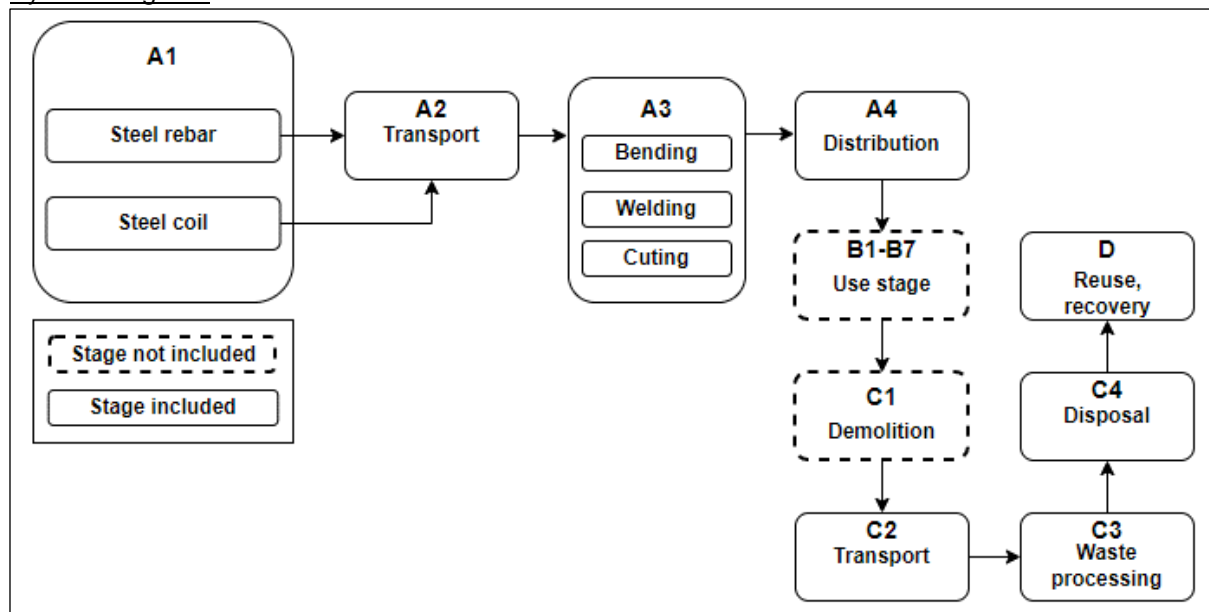 A1
Steel rebar
Steel coil
A2
Transport
A3
Bending
Welding
Cuting
A4
Distribution
B1-B7
Use stage
C1
Demolition
C2
Transport
C3
Waste
processing
C4
Disposal
D
Reuse,
recovery
Stage not included
Stage included